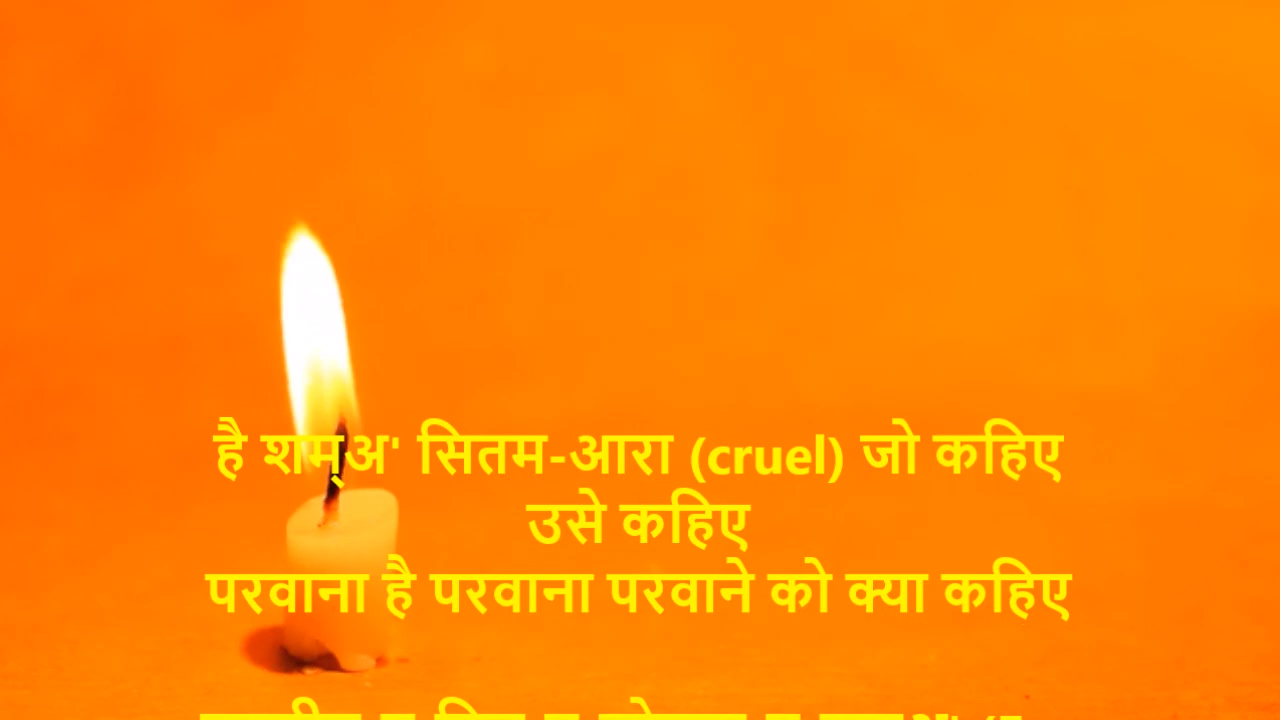 है शम्अ' सितम-आरा (cruel) जो कहिए
उसे कहिए
परवाना है परवाना परवाने को क्या कहिए